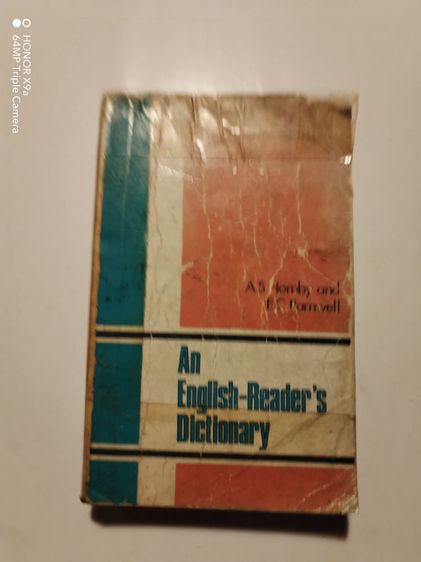 HONOR X9a
64MP Triple Camera
A S Hornby and
E C Parnwell
An
English-Reader's
Dictionary